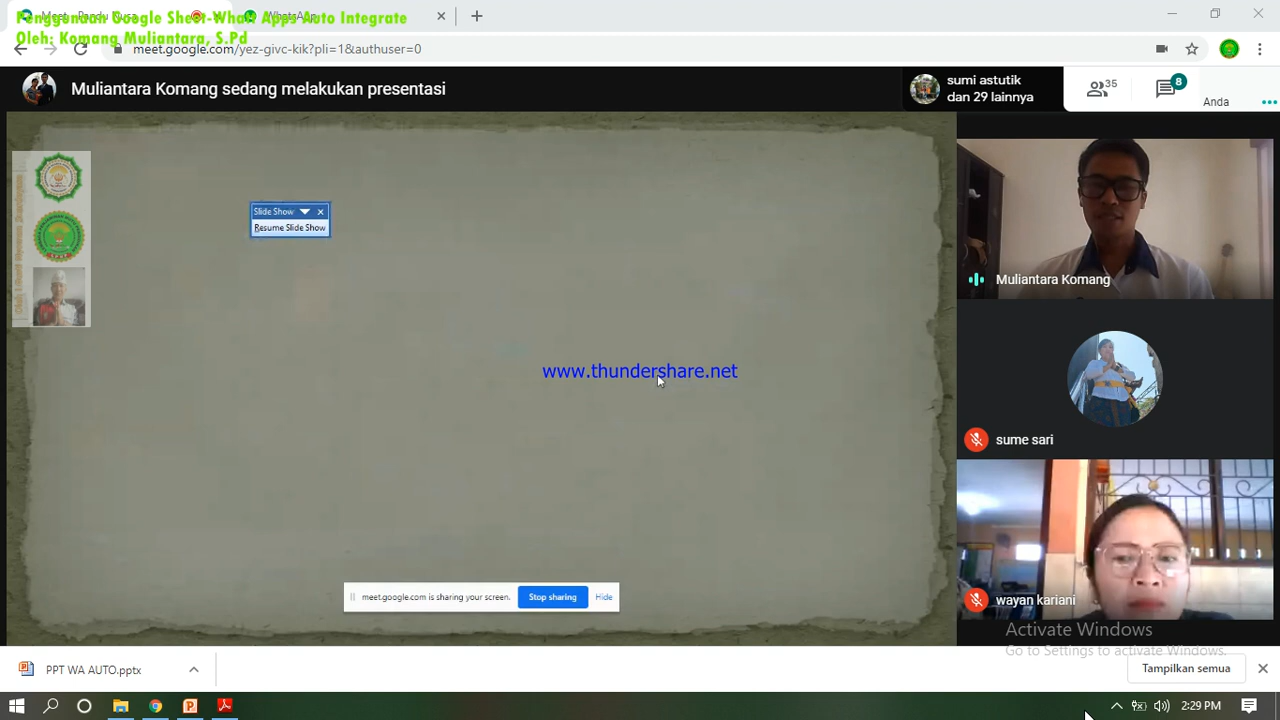 Penggunaan Google Sheet-Whatt Apps Auto Integrate
Oleh: Komang Muliantara, S.Pd
meet.google.com/yez-givc-kik?pli=1&authuser=0
Muliantara Komang sedang melakukan presentasi
sumi astutik
dan 29 lainnya
35
8
Anda
Slide Show
Resume Slide Show
www.thundershare.net
Muliantara Komang
sume sari
wayan kariani
meet.google.com is sharing your screen.
Stop sharing
Hide
Activate Windows
Go to Settings to activate Windows.
PPT WA AUTO.pptx
Tampilkan semua
2:29 PM